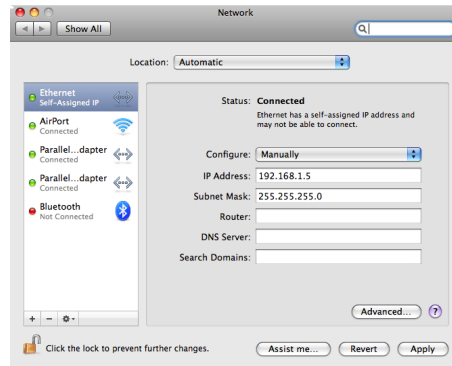 Network
Show All
Location: Automatic
Ethernet
Self-Assigned IP
AirPort
Connected
Parallel...dapter
Connected
Parallel...dapter
Connected
Bluetooth
Not Connected
Status: Connected
Ethernet has a self-assigned IP address and
may not be able to connect.
Configure: Manually
IP Address: 192.168.1.5
Subnet Mask: 255.255.255.0
Router:
DNS Server:
Search Domains:
Advanced... ?
+ −
Click the lock to prevent further changes.
Assist me... Revert Apply